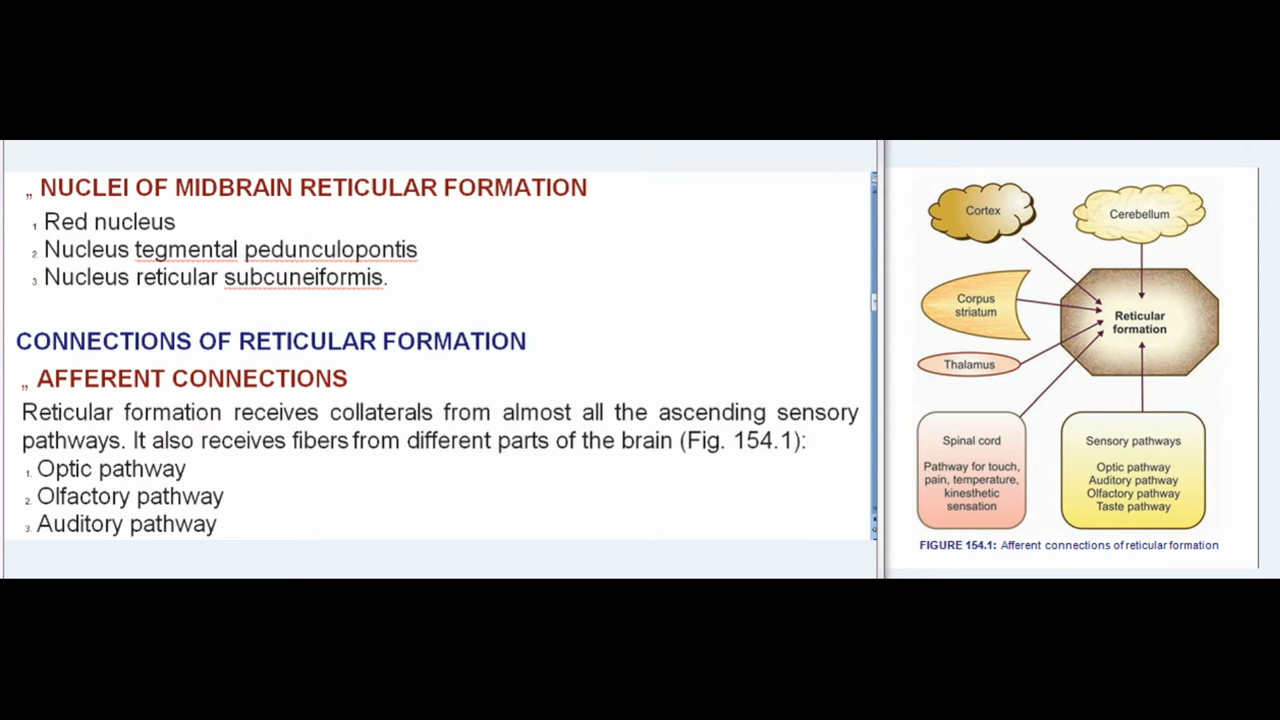 „ NUCLEI OF MIDBRAIN RETICULAR FORMATION
1 Red nucleus
2. Nucleus tegmental pedunculopontis
3. Nucleus reticular subcuneiformis.
CONNECTIONS OF RETICULAR FORMATION
„ AFFERENT CONNECTIONS
Reticular formation receives collaterals from almost all the ascending sensory
pathways. It also receives fibers from different parts of the brain (Fig. 154.1):
1. Optic pathway
2. Olfactory pathway
3. Auditory pathway
Cortex
Cerebellum
Corpus
striatum
Reticular
formation
Thalamus
Spinal cord
Pathway for touch,
pain, temperature,
kinesthetic
sensation
Sensory pathways
Optic pathway
Auditory pathway
Olfactory pathway
Taste pathway
FIGURE 154.1: Afferent connections of reticular formation